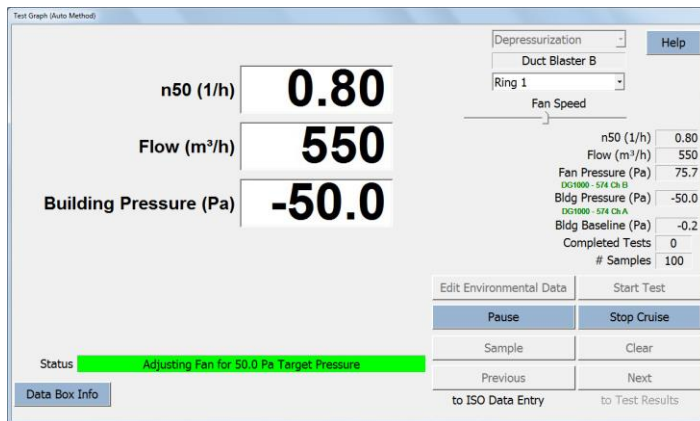 Test Graph (Auto Method)
n50 (1/h) 0.80
Flow (m³/h) 550
Building Pressure (Pa) -50.0
Depressurization
Help
Duct Blaster B
Ring 1
Fan Speed
n50 (1/h) 0.80
Flow (m³/h) 550
Fan Pressure (Pa) 75.7
DG1000 - 574 Ch B
Bldg Pressure (Pa) -50.0
DG1000 - 574 Ch A
Bldg Baseline (Pa) -0.2
Completed Tests 0
# Samples 100
Edit Environmental Data Start Test
Pause Stop Cruise
Sample Clear
Previous Next
to ISO Data Entry to Test Results
Status Adjusting Fan for 50.0 Pa Target Pressure
Data Box Info